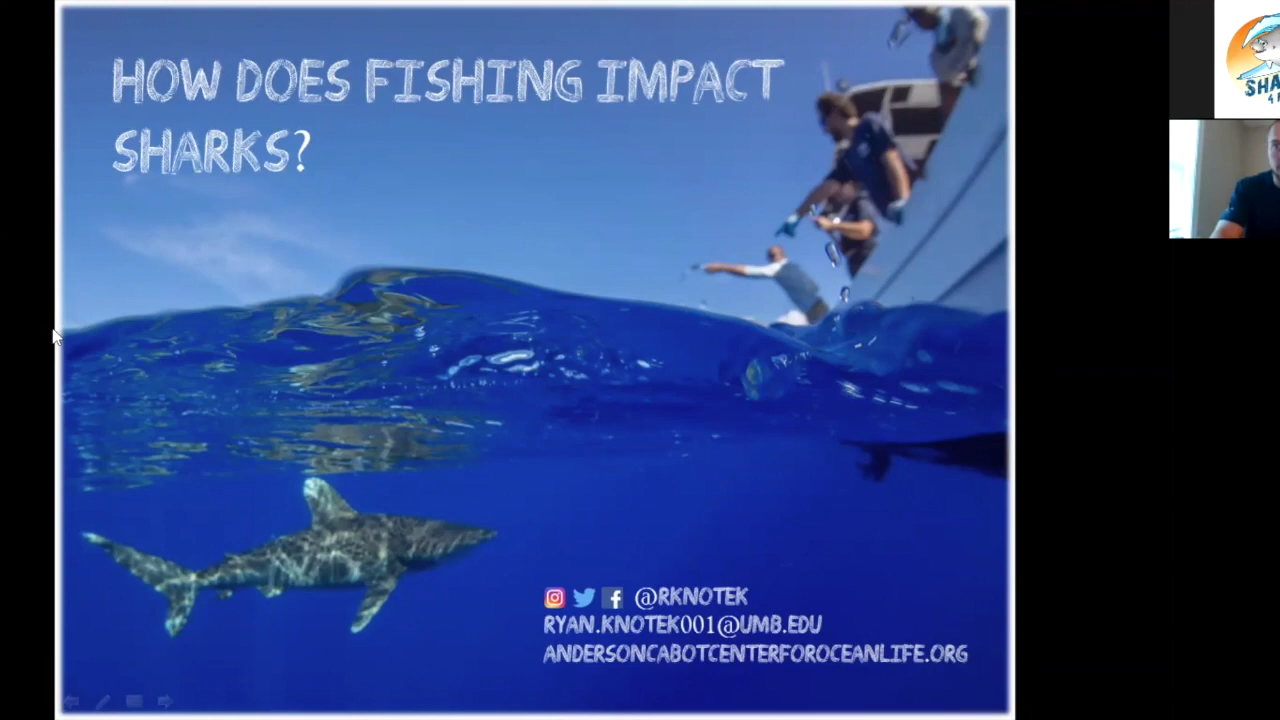 HOW DOES FISHING IMPACT
SHARKS?
@RKNOTEK
RYAN.KNOTEK001@UMB.EDU
ANDERSONCABOTCENTERFOROCEANLIFE.ORG